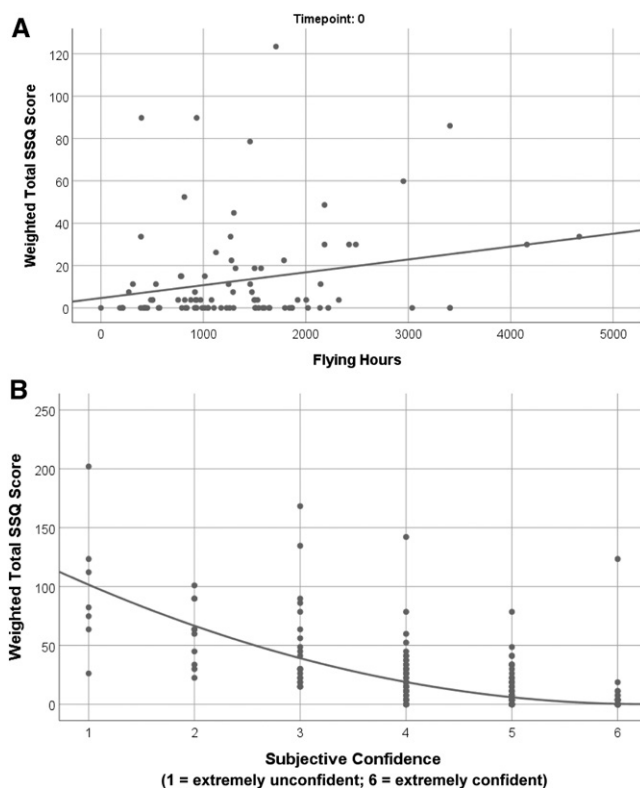 A
Timepoint: 0
Weighted Total SSQ Score
120
100
80
60
40
20
0
0 1000 2000 3000 4000 5000
Flying Hours
B
Weighted Total SSQ Score
250
200
150
100
50
0
1 2 3 4 5 6
Subjective Confidence
(1 = extremely unconfident; 6 = extremely confident)